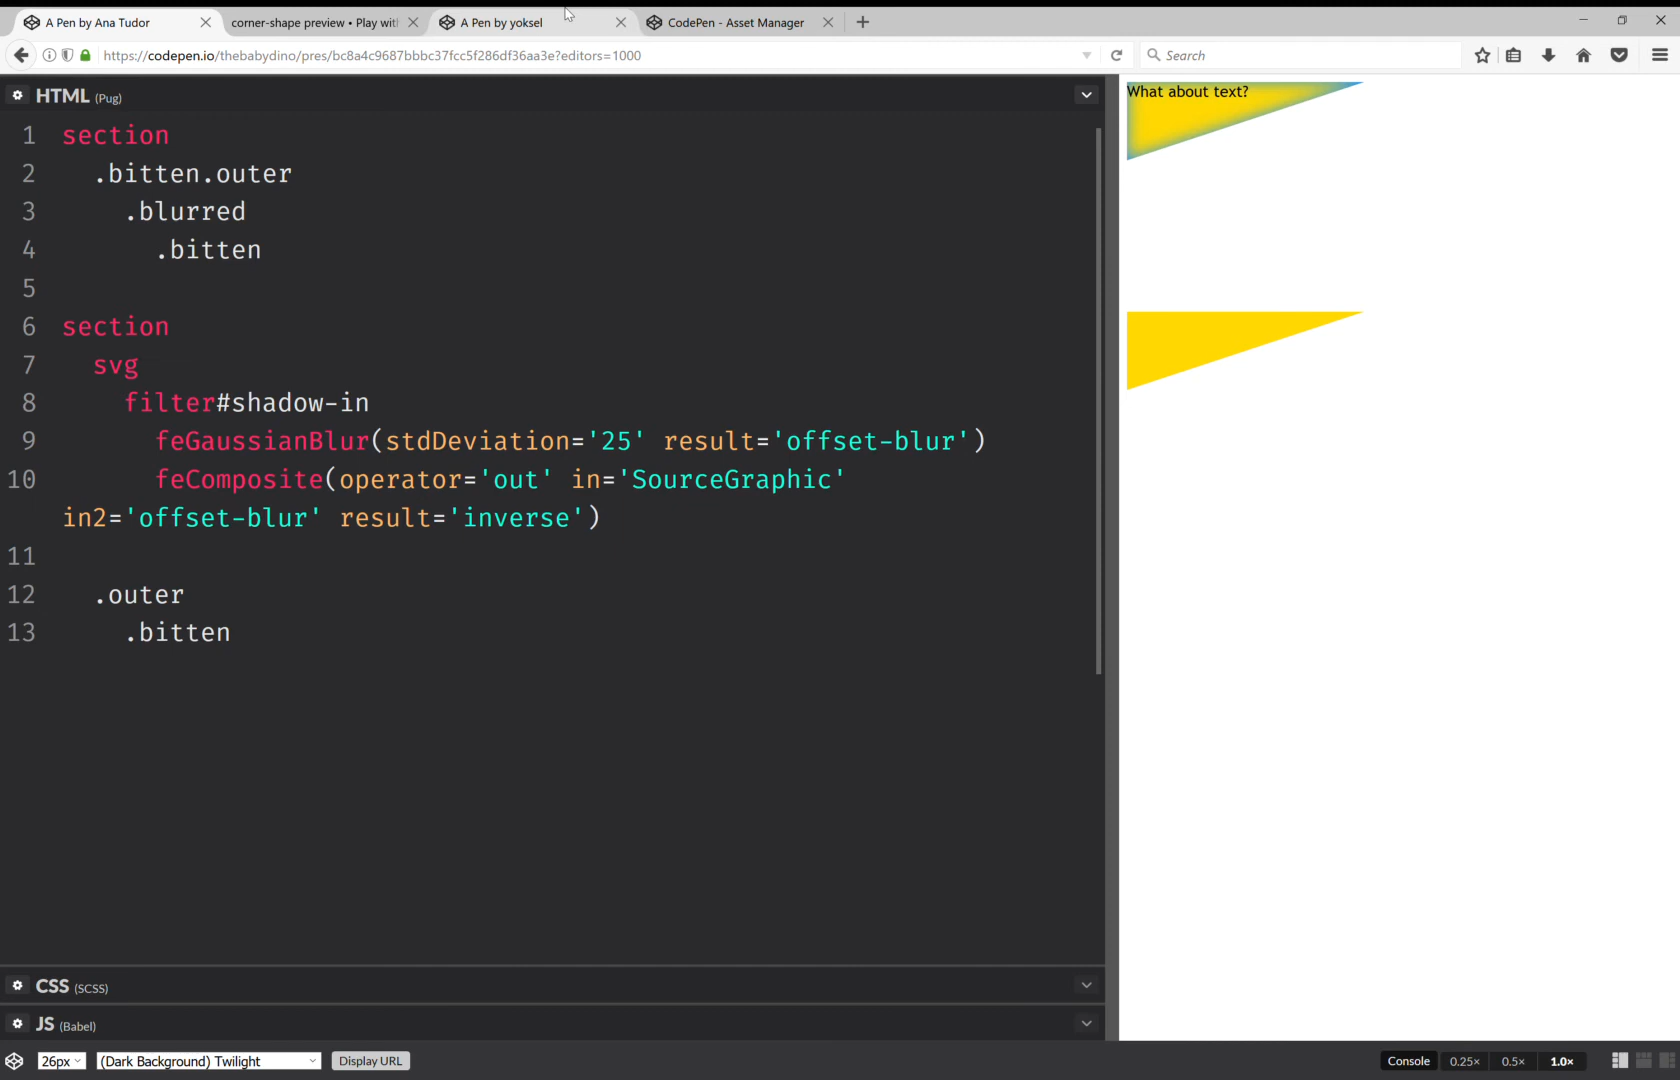 A Pen by Ana Tudor
corner-shape preview • Play wit
A Pen by yoksel
CodePen - Asset Manager
https://codepen.io/thebabydino/pres/bc8a4c9687bbbc37fcc5f286df36aa3e?editors=1000
Search
HTML (Pug)
1 section
2 .bitten.outer
3 .blurred
4 .bitten
5
6 section
7 svg
8 filter#shadow-in
9 feGaussianBlur(stdDeviation='25' result='offset-blur')
10 feComposite(operator='out' in='SourceGraphic'
in2='offset-blur' result='inverse')
11
12 .outer
13 .bitten
What about text?
CSS (SCSS)
JS (Babel)
26px
(Dark Background) Twilight
Display URL
Console
0.25×
0.5×
1.0×